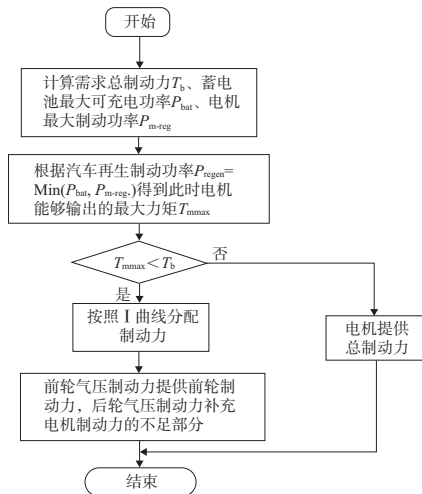 开始
计算需求总制动力Tb、蓄电
池最大可充电功率Pbat、电机
最大制动功率Pm-reg
根据汽车再生制动功率Pregen=
Min(Pbat, Pm-reg.)得到此时电机
能够输出的最大力矩Tmmax
Tmmax＜Tb
否
是
按照Ⅰ曲线分配
制动力
电机提供
总制动力
前轮气压制动力提供前轮制
动力，后轮气压制动力补充
电机制动力的不足部分
结束